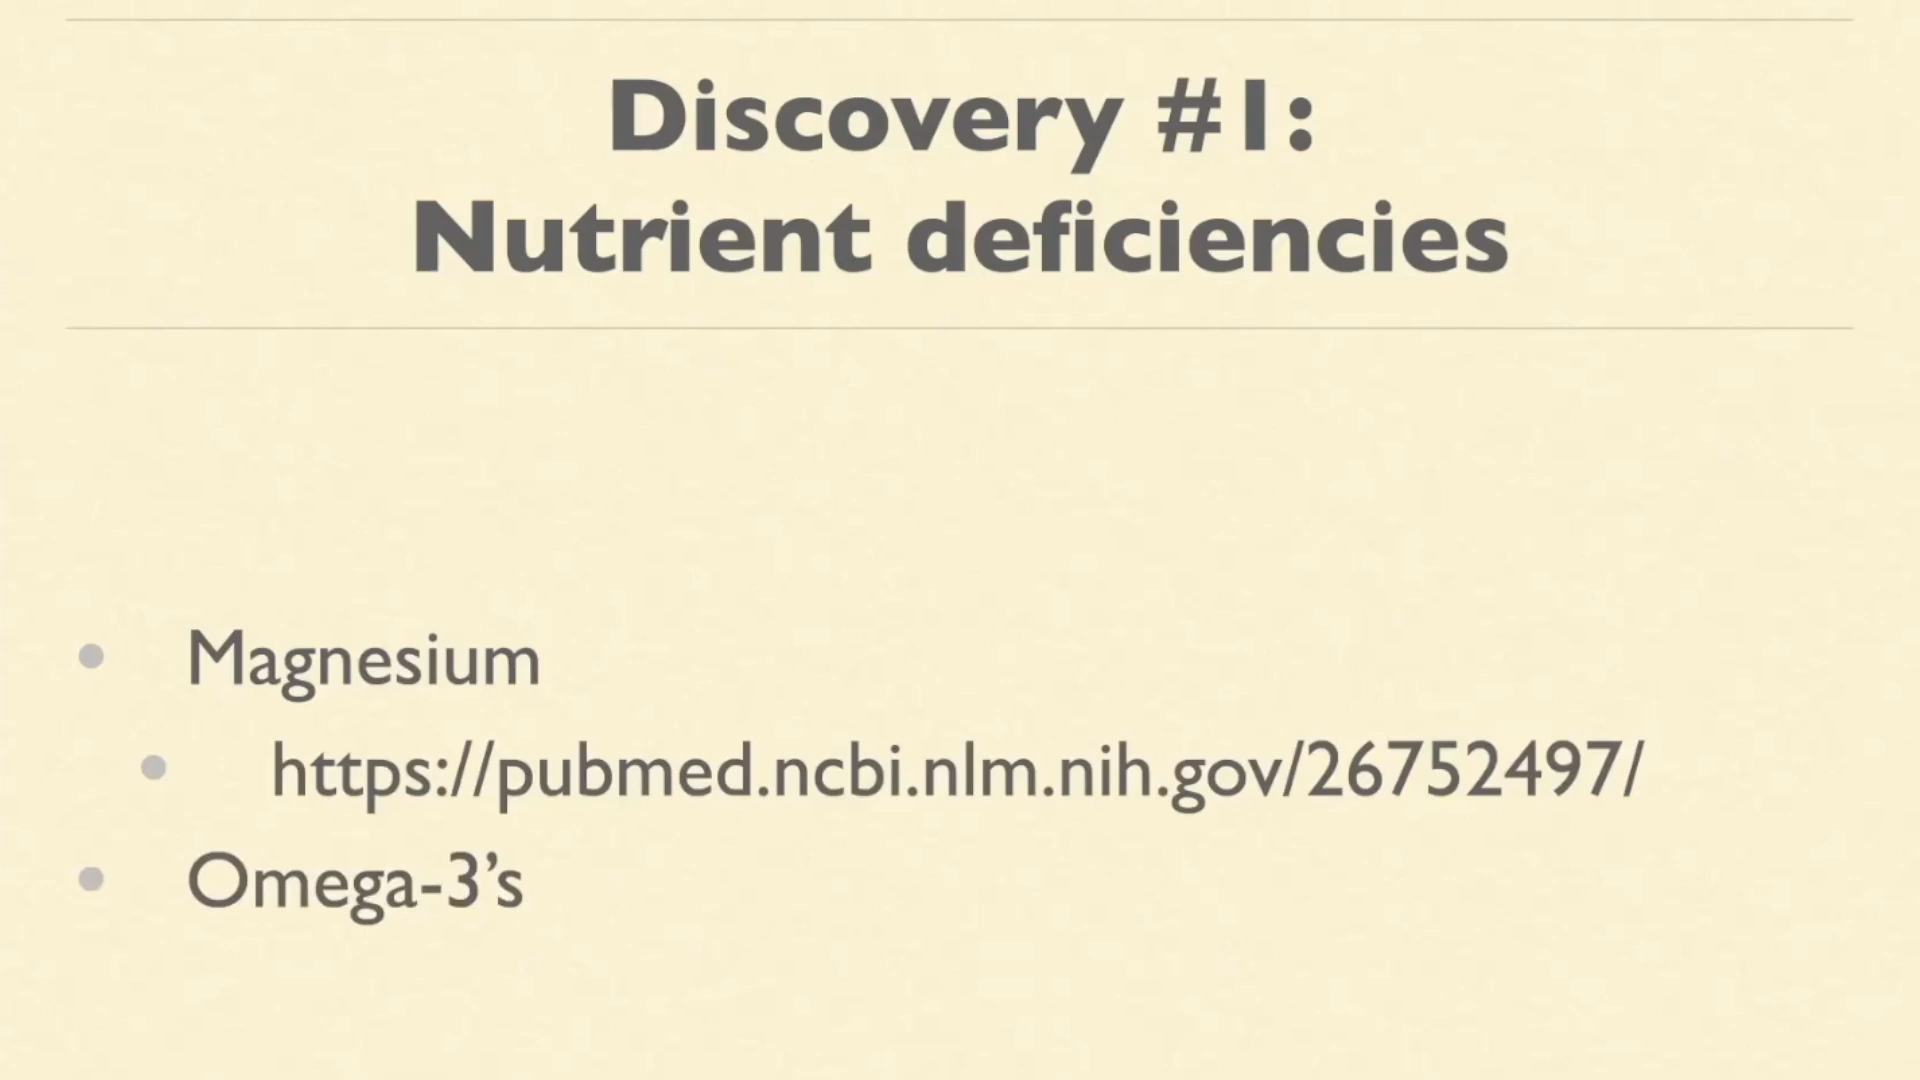 Discovery #1:
Nutrient deficiencies
Magnesium
https://pubmed.ncbi.nlm.nih.gov/26752497/
Omega-3’s